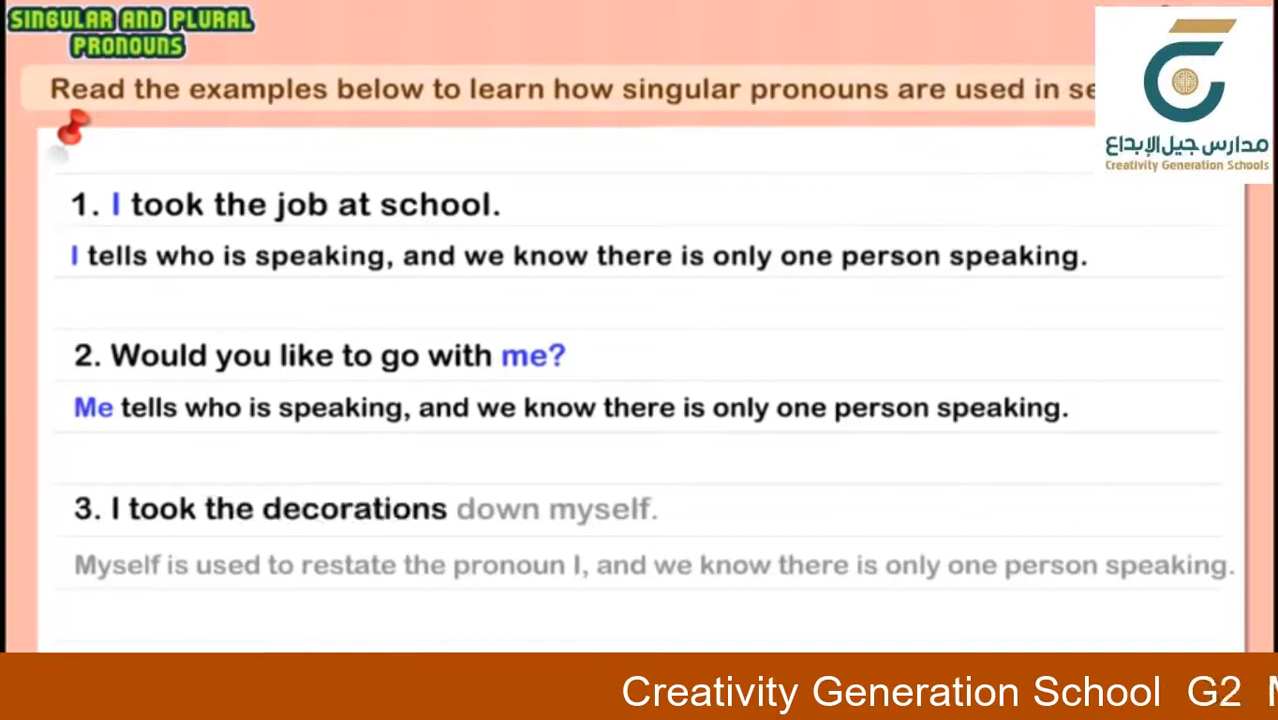 SINGULAR AND PLURAL
PRONOUNS
Read the examples below to learn how singular pronouns are used in
مدارس جيل الإبداع
Creativity Generation Schools
1. I took the job at school.
I tells who is speaking, and we know there is only one person speaking.
2. Would you like to go with me?
Me tells who is speaking, and we know there is only one person speaking.
3. I took the decorations down myself.
Myself is used to restate the pronoun I, and we know there is only one person speaking.
Creativity Generation School G2